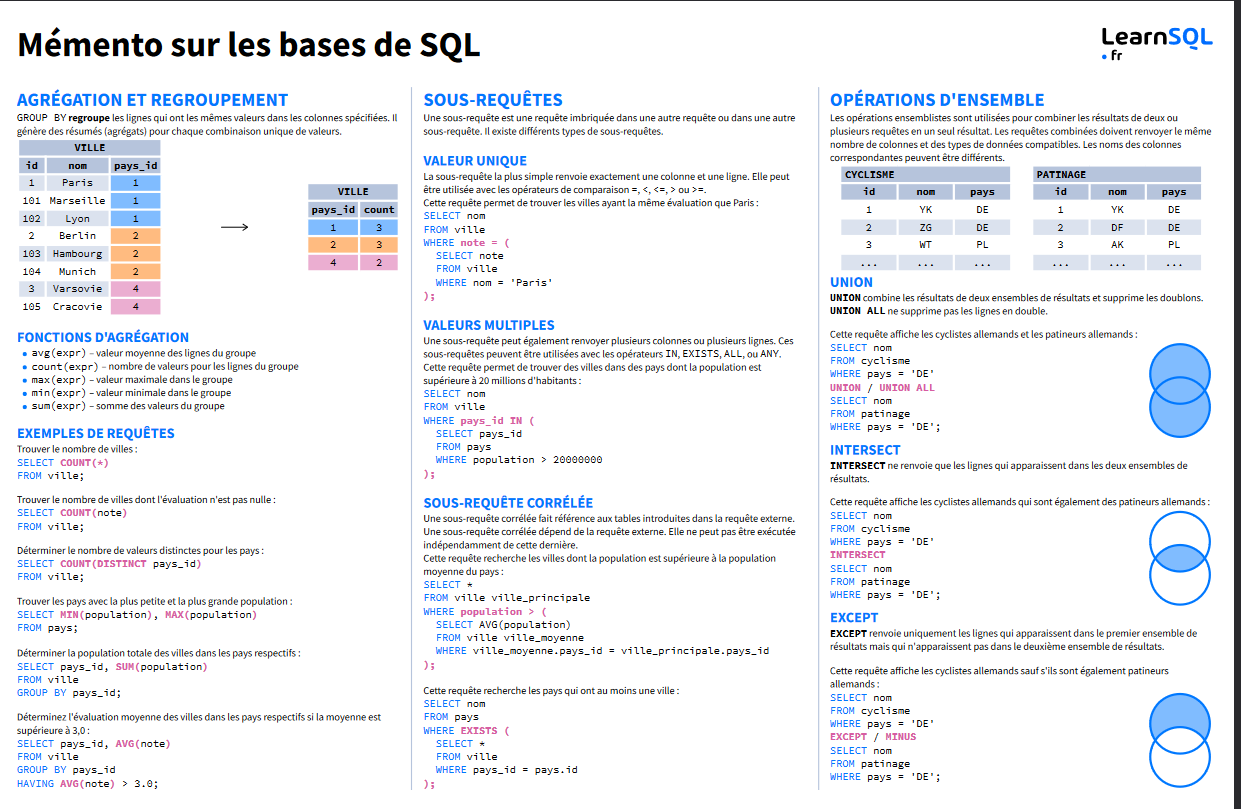 Mémento sur les bases de SQL
LearnSQL
• fr
AGRÉGATION ET REGROUPEMENT
GROUP BY regroupe les lignes qui ont les mêmes valeurs dans les colonnes spécifiées. Il
génère des résumés (agrégats) pour chaque combinaison unique de valeurs.
VILLE
id nom pays_id
1 Paris 1
101 Marseille 1
102 Lyon 1
2 Berlin 2
103 Hambourg 2
104 Munich 2
3 Varsovie 4
105 Cracovie 4
VILLE
pays_id count
1 3
2 3
4 2
FONCTIONS D'AGRÉGATION
• avg(expr) – valeur moyenne des lignes du groupe
• count(expr) – nombre de valeurs pour les lignes du groupe
• max(expr) – valeur maximale dans le groupe
• min(expr) – valeur minimale dans le groupe
• sum(expr) – somme des valeurs du groupe
EXEMPLES DE REQUÊTES
Trouver le nombre de villes :
SELECT COUNT(*)
FROM ville;
Trouver le nombre de villes dont l'évaluation n'est pas nulle :
SELECT COUNT(note)
FROM ville;
Déterminer le nombre de valeurs distinctes pour les pays :
SELECT COUNT(DISTINCT pays_id)
FROM ville;
Trouver les pays avec la plus petite et la plus grande population :
SELECT MIN(population), MAX(population)
FROM pays;
Déterminer la population totale des villes dans les pays respectifs :
SELECT pays_id, SUM(population)
FROM ville
GROUP BY pays_id;
Déterminez l'évaluation moyenne des villes dans les pays respectifs si la moyenne est
supérieure à 3,0 :
SELECT pays_id, AVG(note)
FROM ville
GROUP BY pays_id
HAVING AVG(note) > 3.0;
SOUS-REQUÊTES
Une sous-requête est une requête imbriquée dans une autre requête ou dans une autre
sous-requête. Il existe différents types de sous-requêtes.
VALEUR UNIQUE
La sous-requête la plus simple renvoie exactement une colonne et une ligne. Elle peut
être utilisée avec les opérateurs de comparaison =, <, <=, > ou >=.
Cette requête permet de trouver les villes ayant la même évaluation que Paris :
SELECT nom
FROM ville
WHERE note = (
SELECT note
FROM ville
WHERE nom = 'Paris'
);
VALEURS MULTIPLES
Une sous-requête peut également renvoyer plusieurs colonnes ou plusieurs lignes. Ces
sous-requêtes peuvent être utilisées avec les opérateurs IN, EXISTS, ALL, ou ANY.
Cette requête permet de trouver des villes dans des pays dont la population est
supérieure à 20 millions d'habitants :
SELECT nom
FROM ville
WHERE pays_id IN (
SELECT pays_id
FROM pays
WHERE population > 20000000
);
SOUS-REQUÊTE CORRÉLÉE
Une sous-requête corrélée fait référence aux tables introduites dans la requête externe.
Une sous-requête corrélée dépend de la requête externe. Elle ne peut pas être exécutée
indépendamment de cette dernière.
Cette requête recherche les villes dont la population est supérieure à la population
moyenne du pays :
SELECT *
FROM ville ville_principale
WHERE population > (
SELECT AVG(population)
FROM ville ville_moyenne
WHERE ville_moyenne.pays_id = ville_principale.pays_id
);
Cette requête recherche les pays qui ont au moins une ville :
SELECT nom
FROM pays
WHERE EXISTS (
SELECT *
FROM ville
WHERE pays_id = pays.id
);
OPÉRATIONS D'ENSEMBLE
Les opérations ensemblistes sont utilisées pour combiner les résultats de deux ou
plusieurs requêtes en un seul résultat. Les requêtes combinées doivent renvoyer le même
nombre de colonnes et des types de données compatibles. Les noms des colonnes
correspondantes peuvent être différents.
CYCLISME
id nom pays
1 YK DE
2 ZG DE
3 WT PL
... ... ...
PATINAGE
id nom pays
1 YK DE
2 DF DE
3 AK PL
... ... ...
UNION
UNION combine les résultats de deux ensembles de résultats et supprime les doublons.
UNION ALL ne supprime pas les lignes en double.
Cette requête affiche les cyclistes allemands et les patineurs allemands :
SELECT nom
FROM cyclisme
WHERE pays = 'DE'
UNION / UNION ALL
SELECT nom
FROM patinage
WHERE pays = 'DE';
INTERSECT
INTERSECT ne renvoie que les lignes qui apparaissent dans les deux ensembles de
résultats.
Cette requête affiche les cyclistes allemands qui sont également des patineurs allemands :
SELECT nom
FROM cyclisme
WHERE pays = 'DE'
INTERSECT
SELECT nom
FROM patinage
WHERE pays = 'DE';
EXCEPT
EXCEPT renvoie uniquement les lignes qui apparaissent dans le premier ensemble de
résultats mais qui n'apparaissent pas dans le deuxième ensemble de résultats.
Cette requête affiche les cyclistes allemands sauf s'ils sont également patineurs
allemands :
SELECT nom
FROM cyclisme
WHERE pays = 'DE'
EXCEPT / MINUS
SELECT nom
FROM patinage
WHERE pays = 'DE';